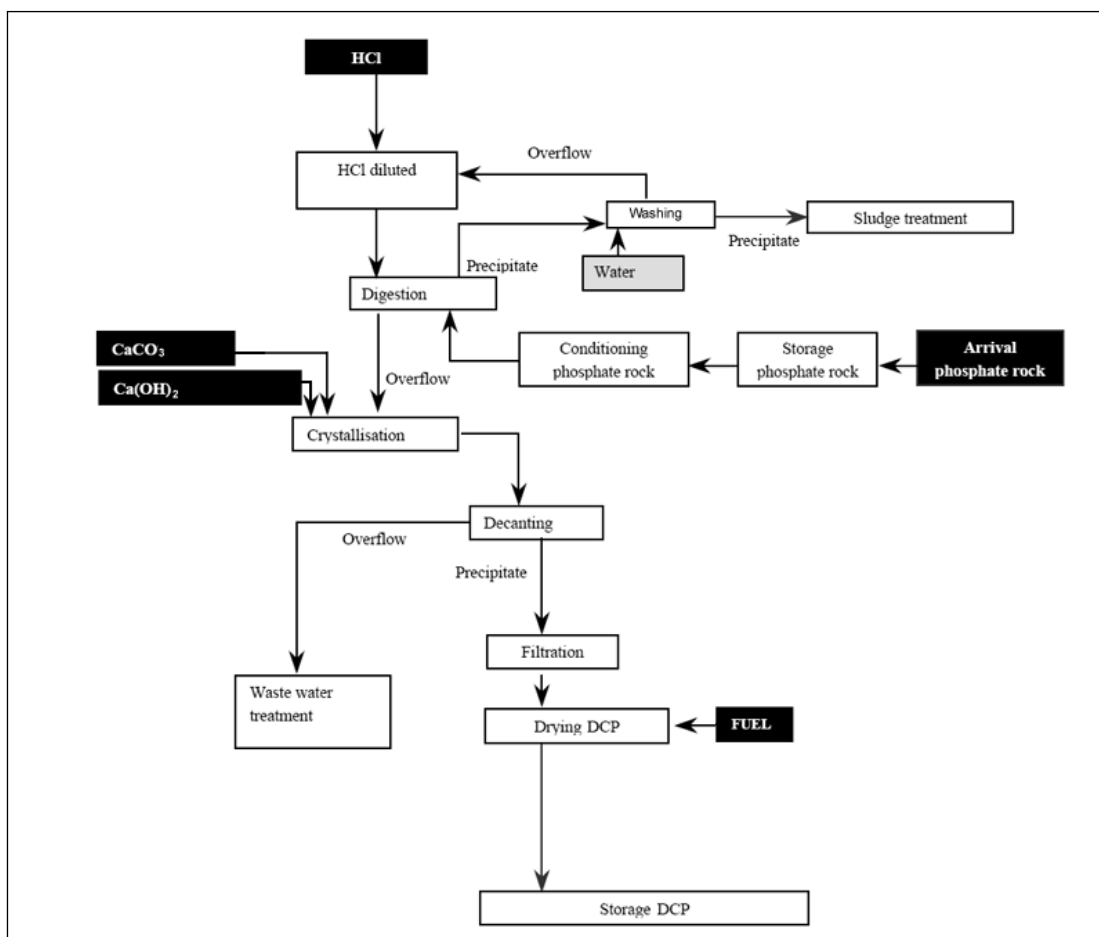 HCl
HCl diluted
Overflow
Washing
Sludge treatment
Precipitate
Precipitate
Water
Digestion
CaCO₃
Ca(OH)₂
Conditioning
phosphate rock
Storage
phosphate rock
Arrival
phosphate rock
Overflow
Crystallisation
Decanting
Overflow
Precipitate
Filtration
Waste water
treatment
Drying DCP
FUEL
Storage DCP